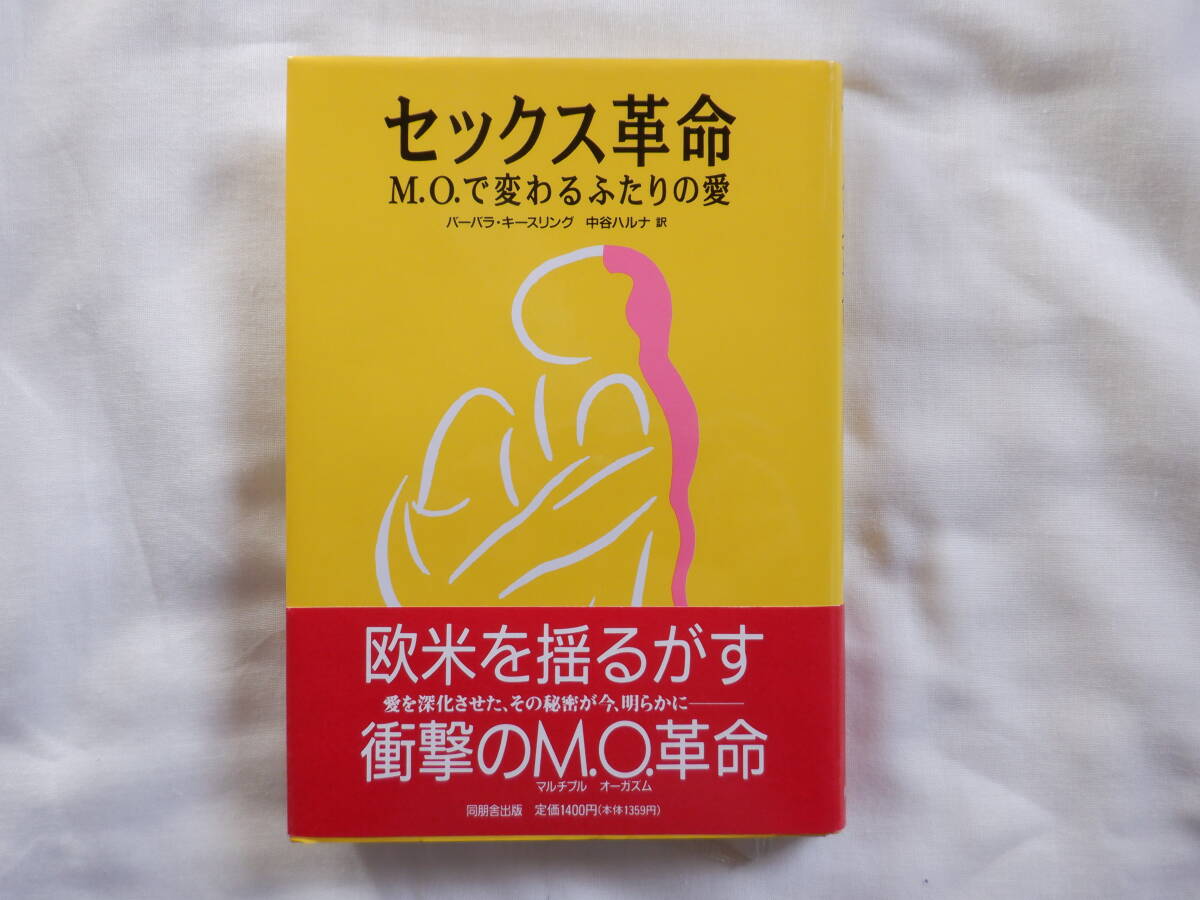 セックス革命
M.O.で変わるふたりの愛
バーバラ・キースリング 中谷ハルナ 訳
欧米を揺るがす
愛を深化させた、その秘密が今、明らかに―――
衝撃のM.O.革命
マルチプル オーガズム
同朋舎出版 定価1400円(本体1359円)